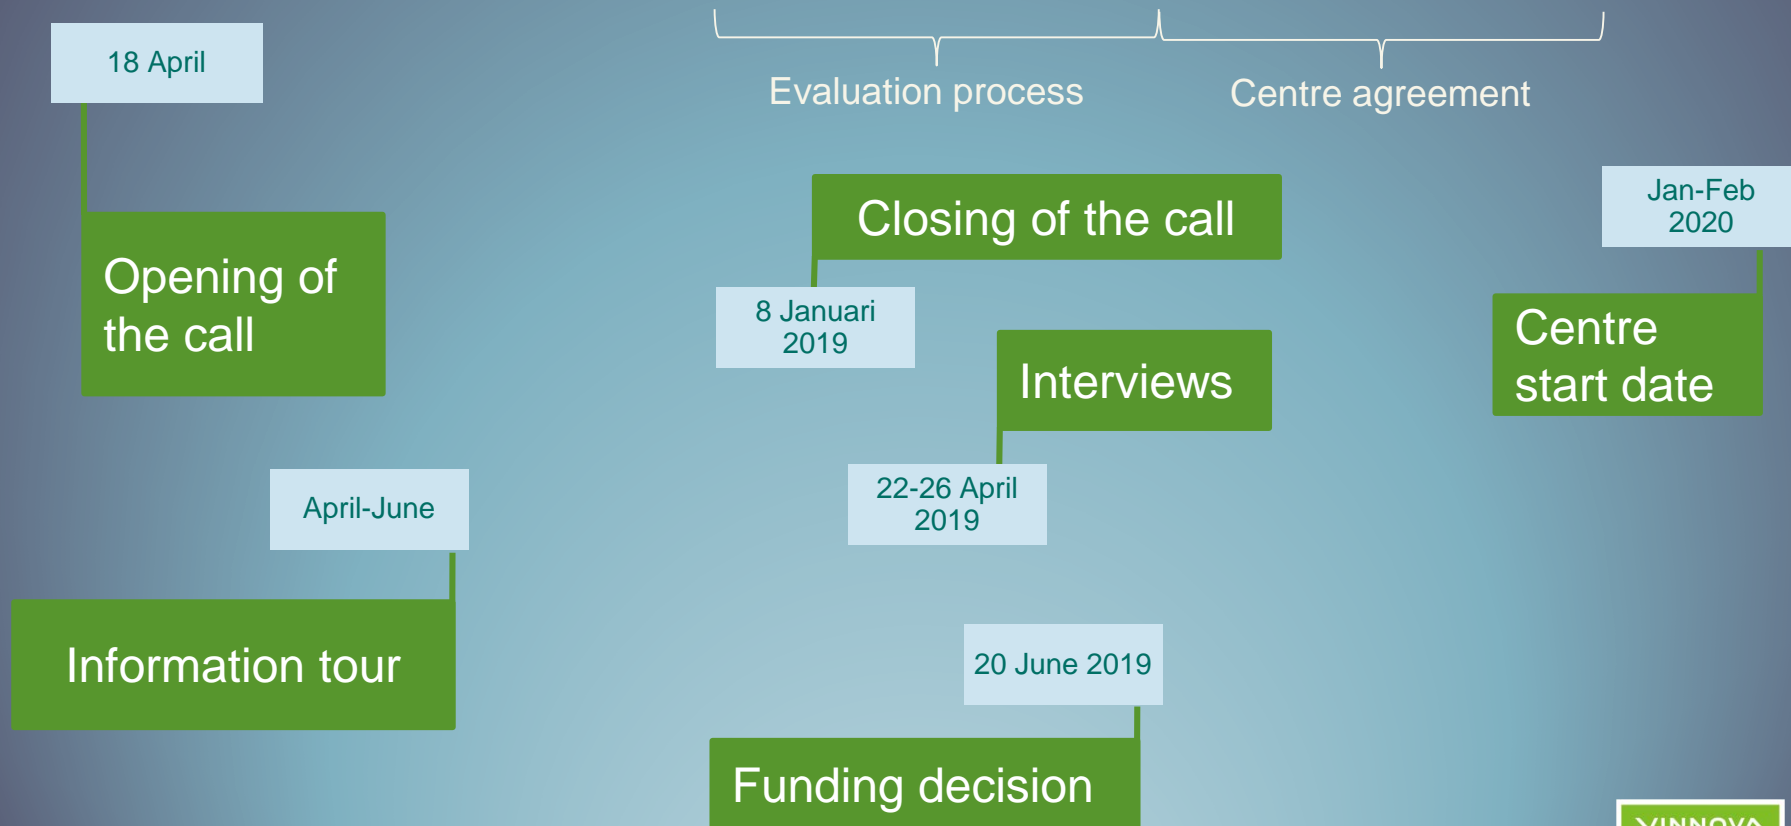 18 April
Evaluation process
Centre agreement
Opening of
the call
Closing of the call
8 Januari
2019
Jan-Feb
2020
Centre
start date
Interviews
22-26 April
2019
April-June
Information tour
20 June 2019
Funding decision
VINNOVA